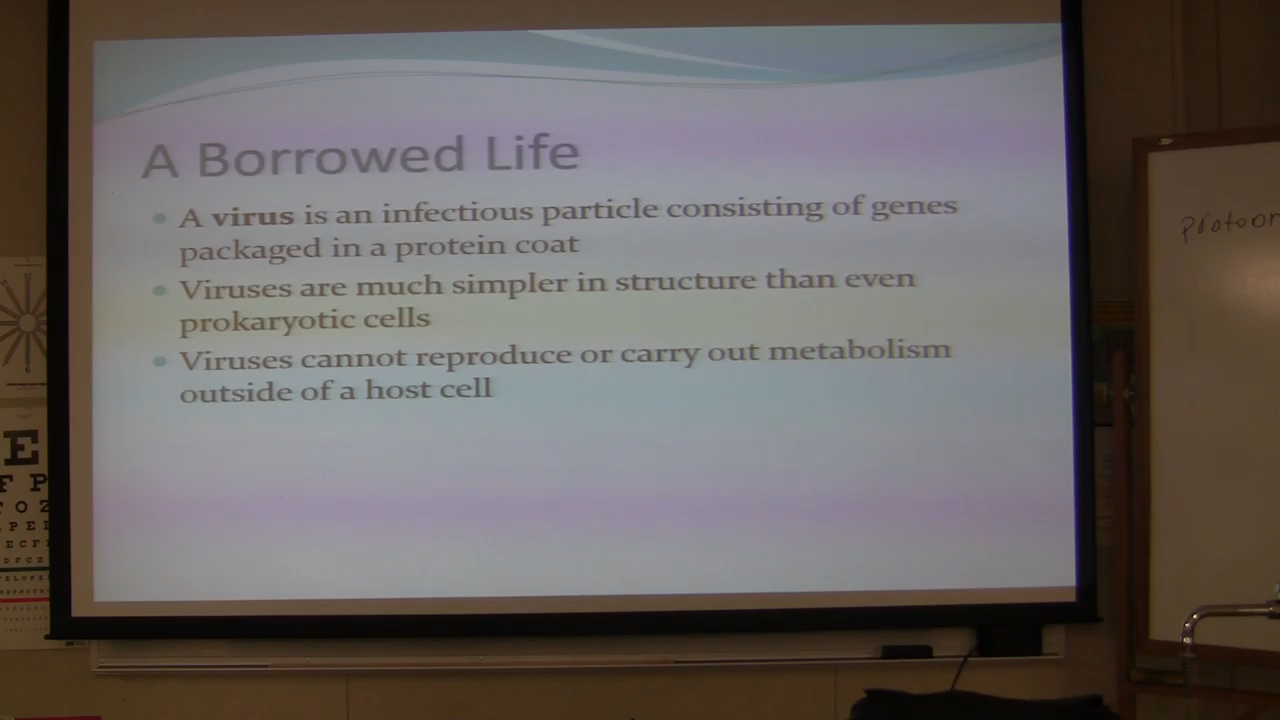 A Borrowed Life
A virus is an infectious particle consisting of genes
packaged in a protein coat
Viruses are much simpler in structure than even
prokaryotic cells
Viruses cannot reproduce or carry out metabolism
outside of a host cell
E
F P